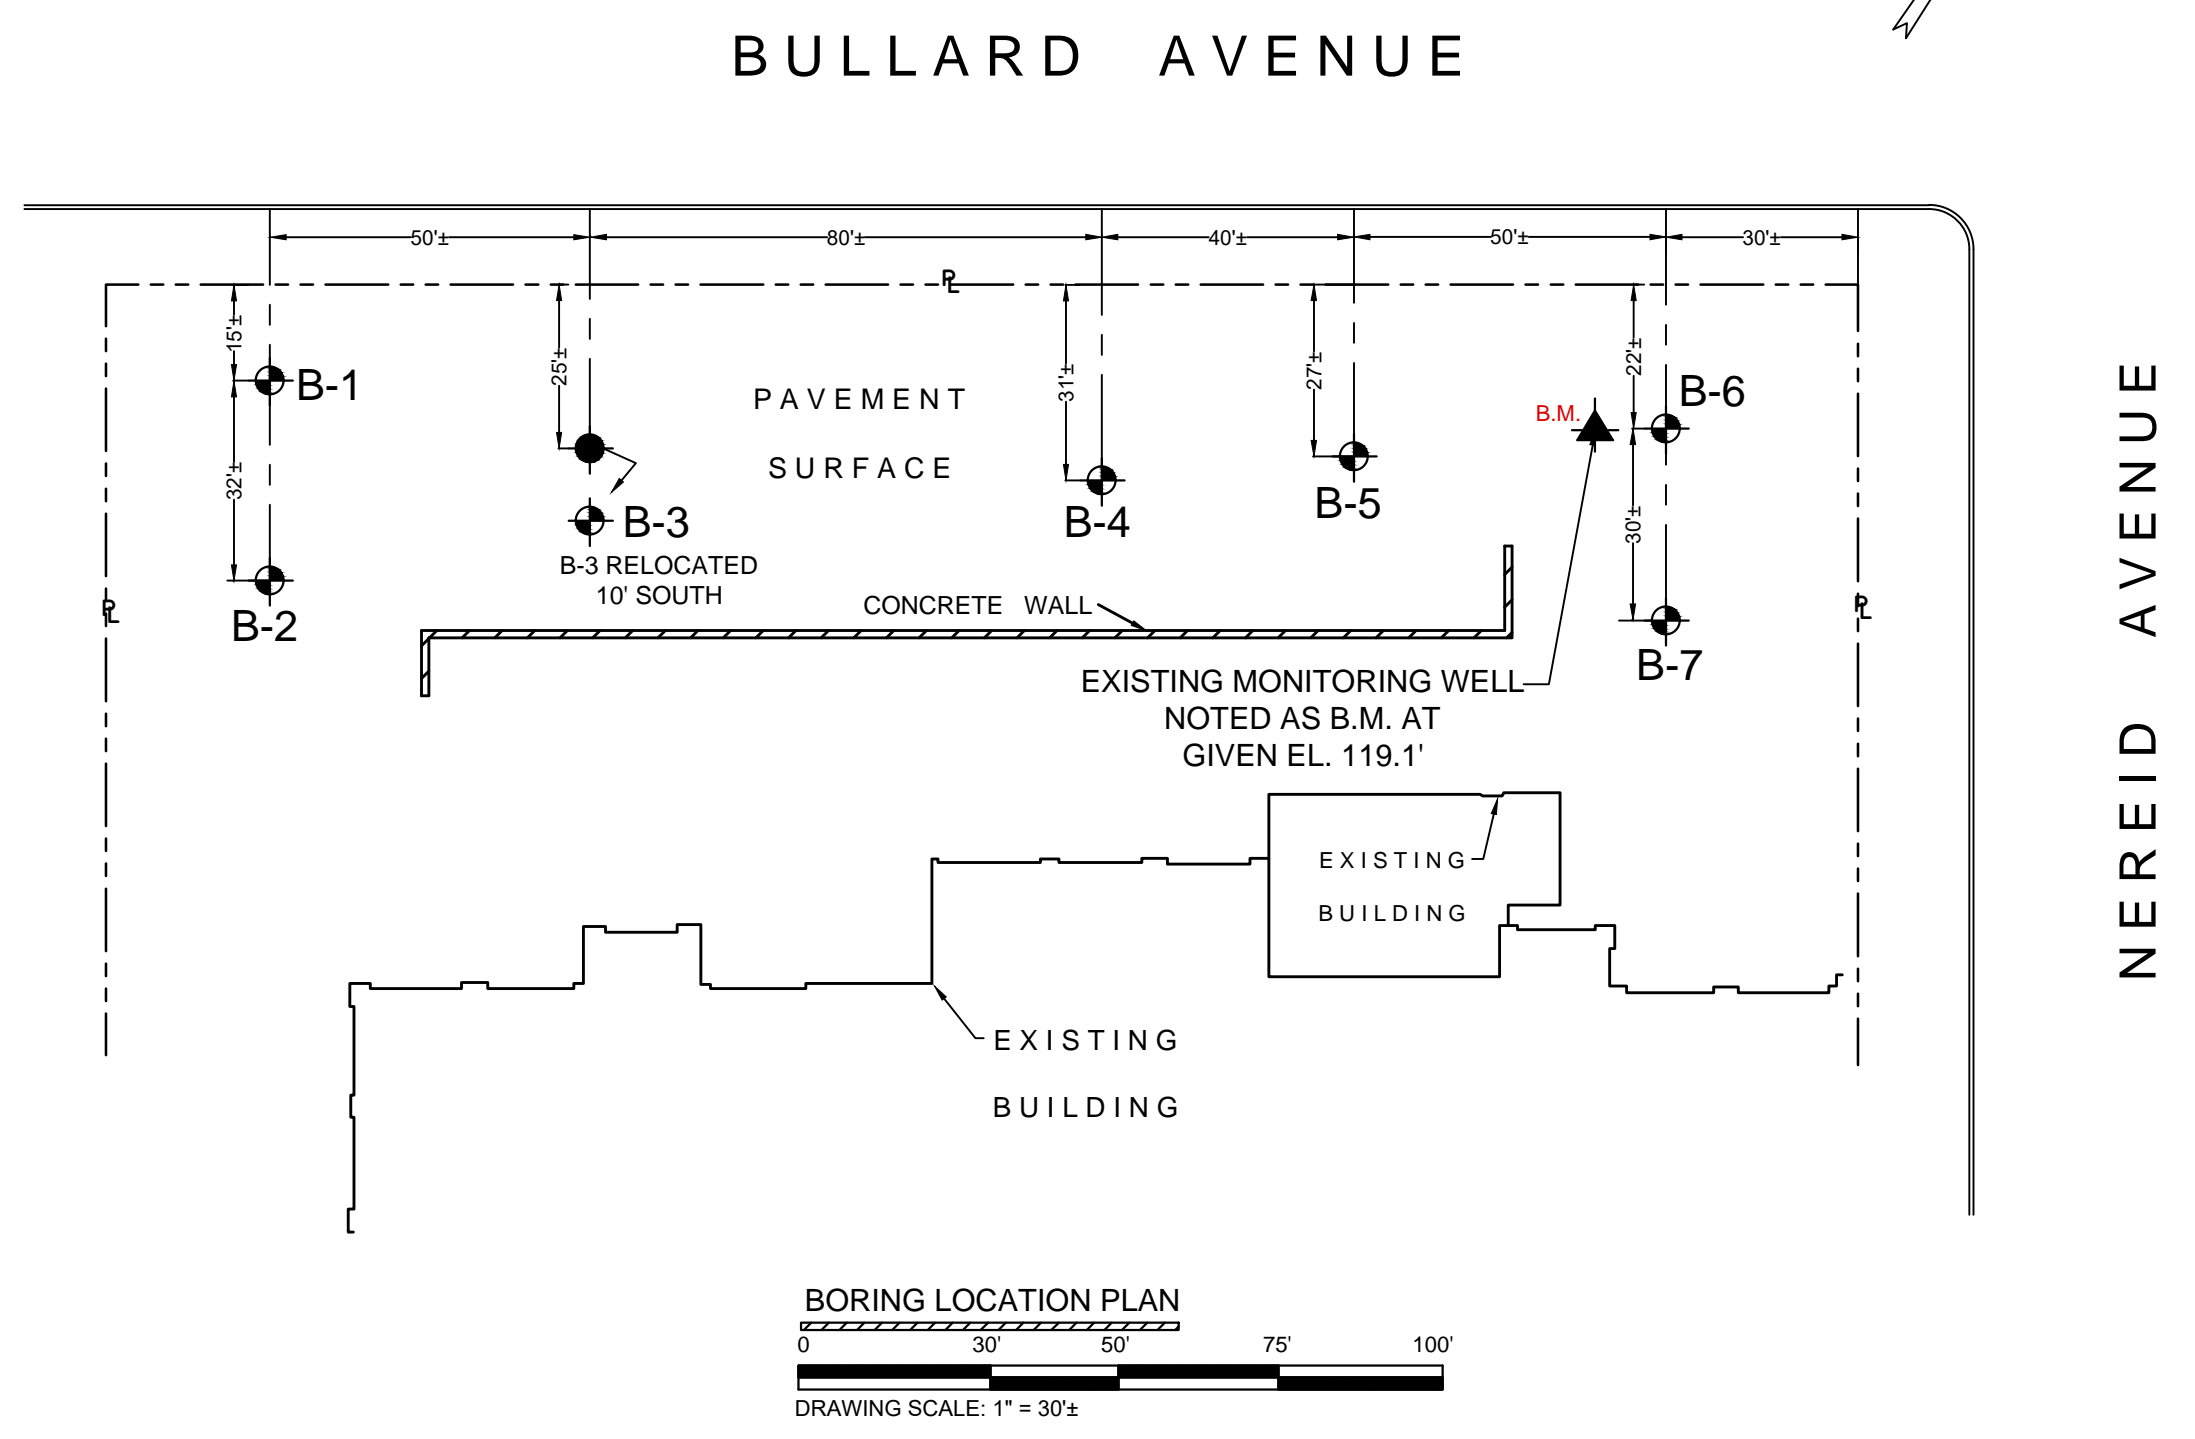 BULLARD AVENUE
50'±
80'±
40'±
50'±
30'±
PL
15'±
25'±
31'±
27'±
22'±
B-1
PAVEMENT
SURFACE
B.M.
B-6
32'±
B-3
B-4
B-5
30'±
B-3 RELOCATED
10' SOUTH
CONCRETE WALL
PL
B-2
PL
B-7
EXISTING MONITORING WELL
NOTED AS B.M. AT
GIVEN EL. 119.1'
NEREID AVENUE
EXISTING
BUILDING
EXISTING
BUILDING
BORING LOCATION PLAN
0 30' 50' 75' 100'
DRAWING SCALE: 1" = 30'±